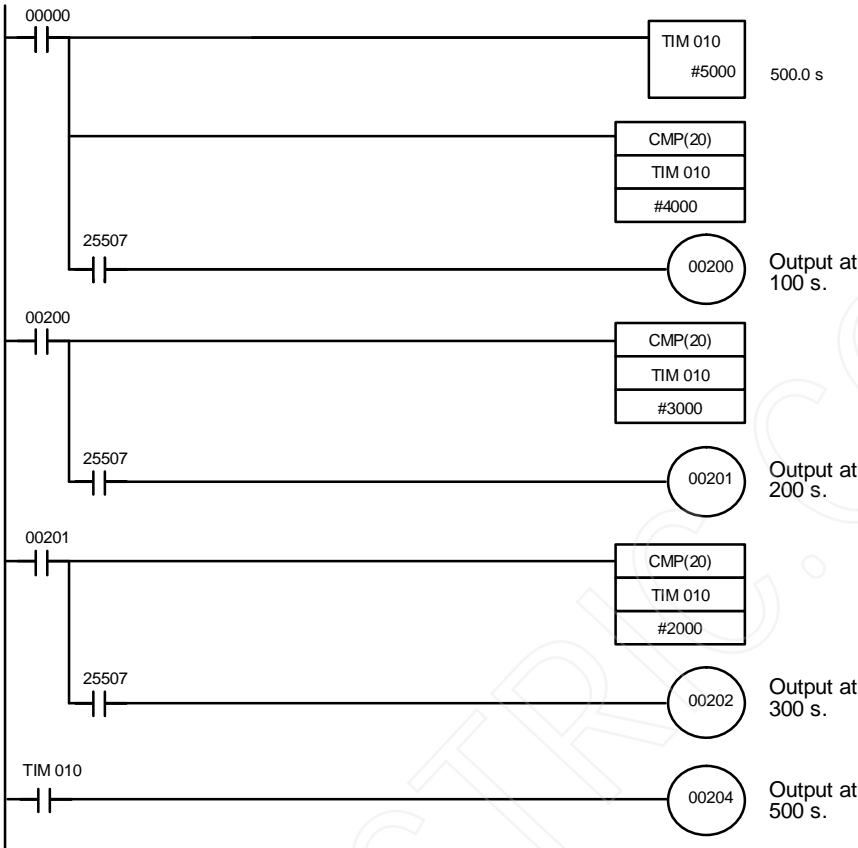 00000
TIM 010
#5000
500.0 s
CMP(20)
TIM 010
#4000
25507
00200
Output at
100 s.
00200
CMP(20)
TIM 010
#3000
25507
00201
Output at
200 s.
00201
CMP(20)
TIM 010
#2000
25507
00202
Output at
300 s.
TIM 010
00204
Output at
500 s.